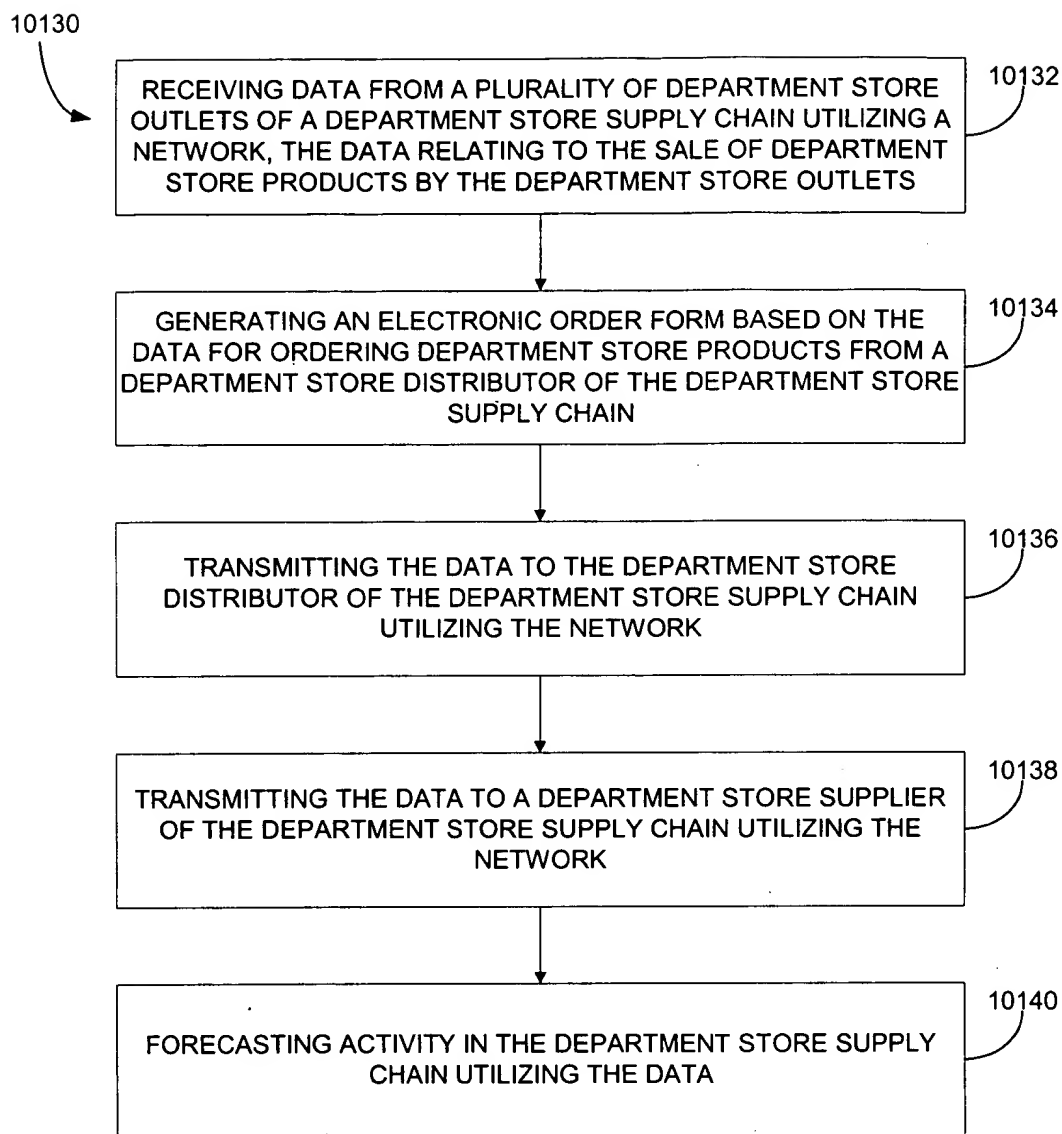 10130
10132
RECEIVING DATA FROM A PLURALITY OF DEPARTMENT STORE
OUTLETS OF A DEPARTMENT STORE SUPPLY CHAIN UTILIZING A
NETWORK, THE DATA RELATING TO THE SALE OF DEPARTMENT
STORE PRODUCTS BY THE DEPARTMENT STORE OUTLETS
10134
GENERATING AN ELECTRONIC ORDER FORM BASED ON THE
DATA FOR ORDERING DEPARTMENT STORE PRODUCTS FROM A
DEPARTMENT STORE DISTRIBUTOR OF THE DEPARTMENT STORE
SUPPLY CHAIN
10136
TRANSMITTING THE DATA TO THE DEPARTMENT STORE
DISTRIBUTOR OF THE DEPARTMENT STORE SUPPLY CHAIN
UTILIZING THE NETWORK
10138
TRANSMITTING THE DATA TO A DEPARTMENT STORE SUPPLIER
OF THE DEPARTMENT STORE SUPPLY CHAIN UTILIZING THE
NETWORK
10140
FORECASTING ACTIVITY IN THE DEPARTMENT STORE SUPPLY
CHAIN UTILIZING THE DATA